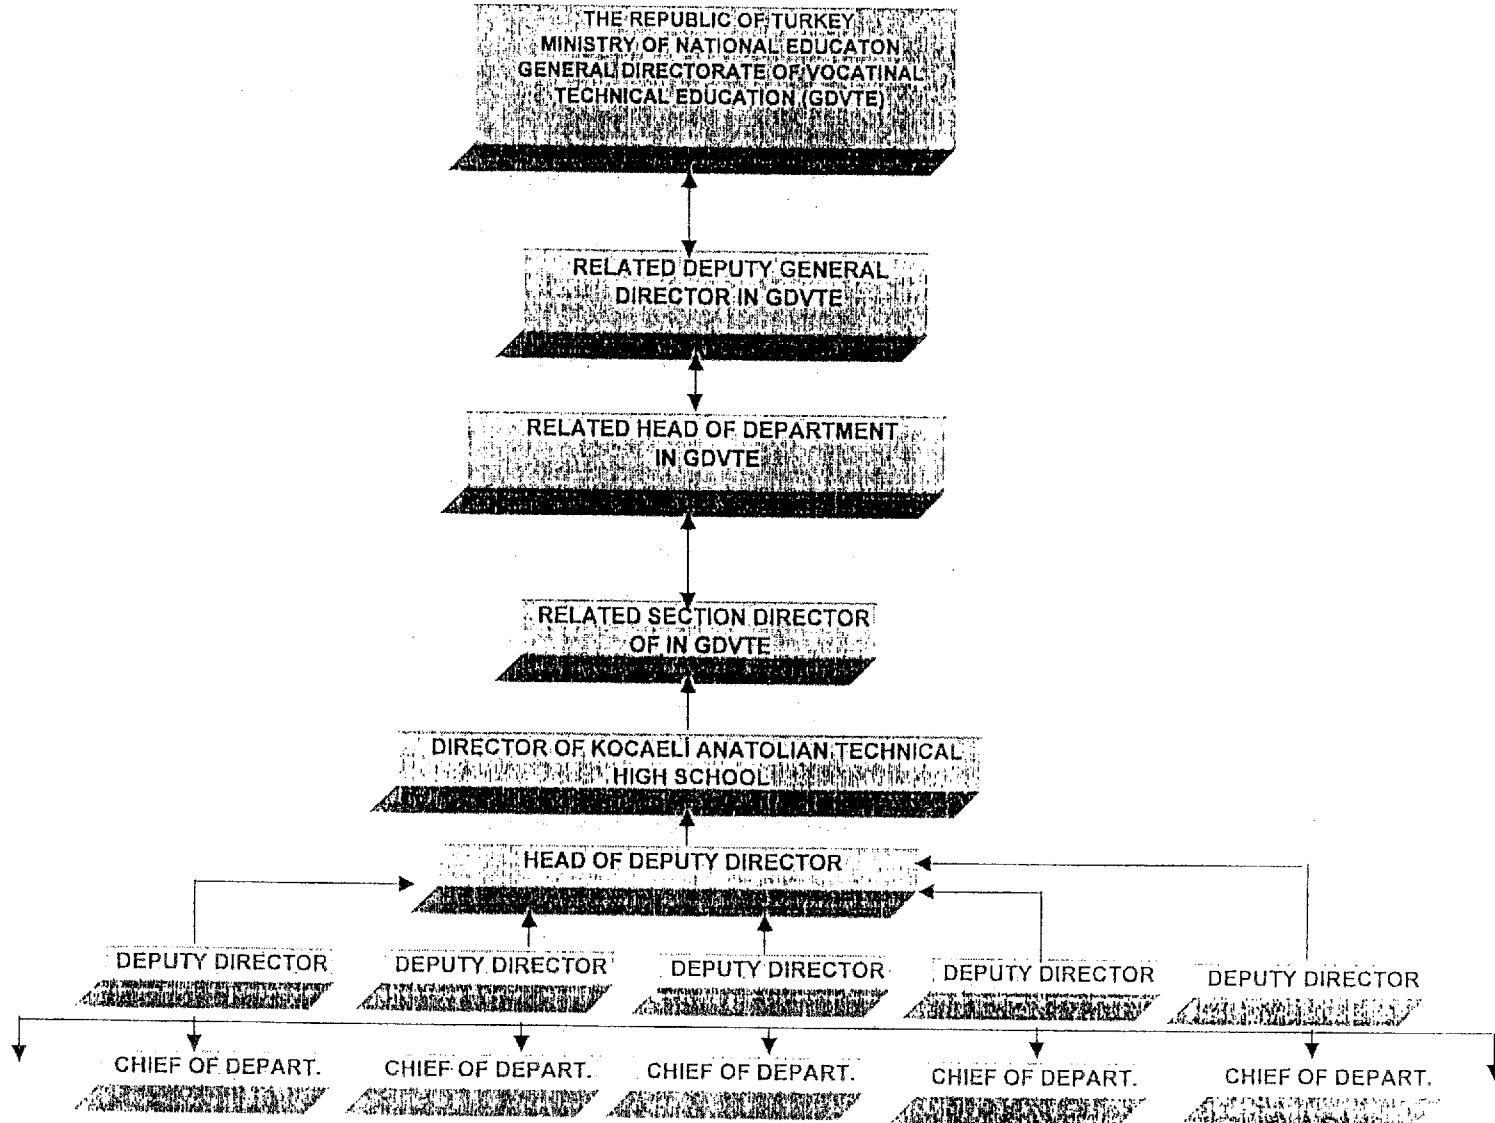 THE REPUBLIC OF TURKEY
MINISTRY OF NATIONAL EDUCATON
GENERAL DIRECTORATE OF VOCATINAL
TECHNICAL EDUCATION (GDVTE)
RELATED DEPUTY GENERAL
DIRECTOR IN GDVTE
RELATED HEAD OF DEPARTMENT
IN GDVTE
RELATED SECTION DIRECTOR
OF IN GDVTE
DIRECTOR OF KOCAELİ ANATOLIAN TECHNICAL
HIGH SCHOOL
HEAD OF DEPUTY DIRECTOR
DEPUTY DIRECTOR
DEPUTY DIRECTOR
DEPUTY DIRECTOR
DEPUTY DIRECTOR
DEPUTY DIRECTOR
CHIEF OF DEPART.
CHIEF OF DEPART.
CHIEF OF DEPART.
CHIEF OF DEPART.
CHIEF OF DEPART.